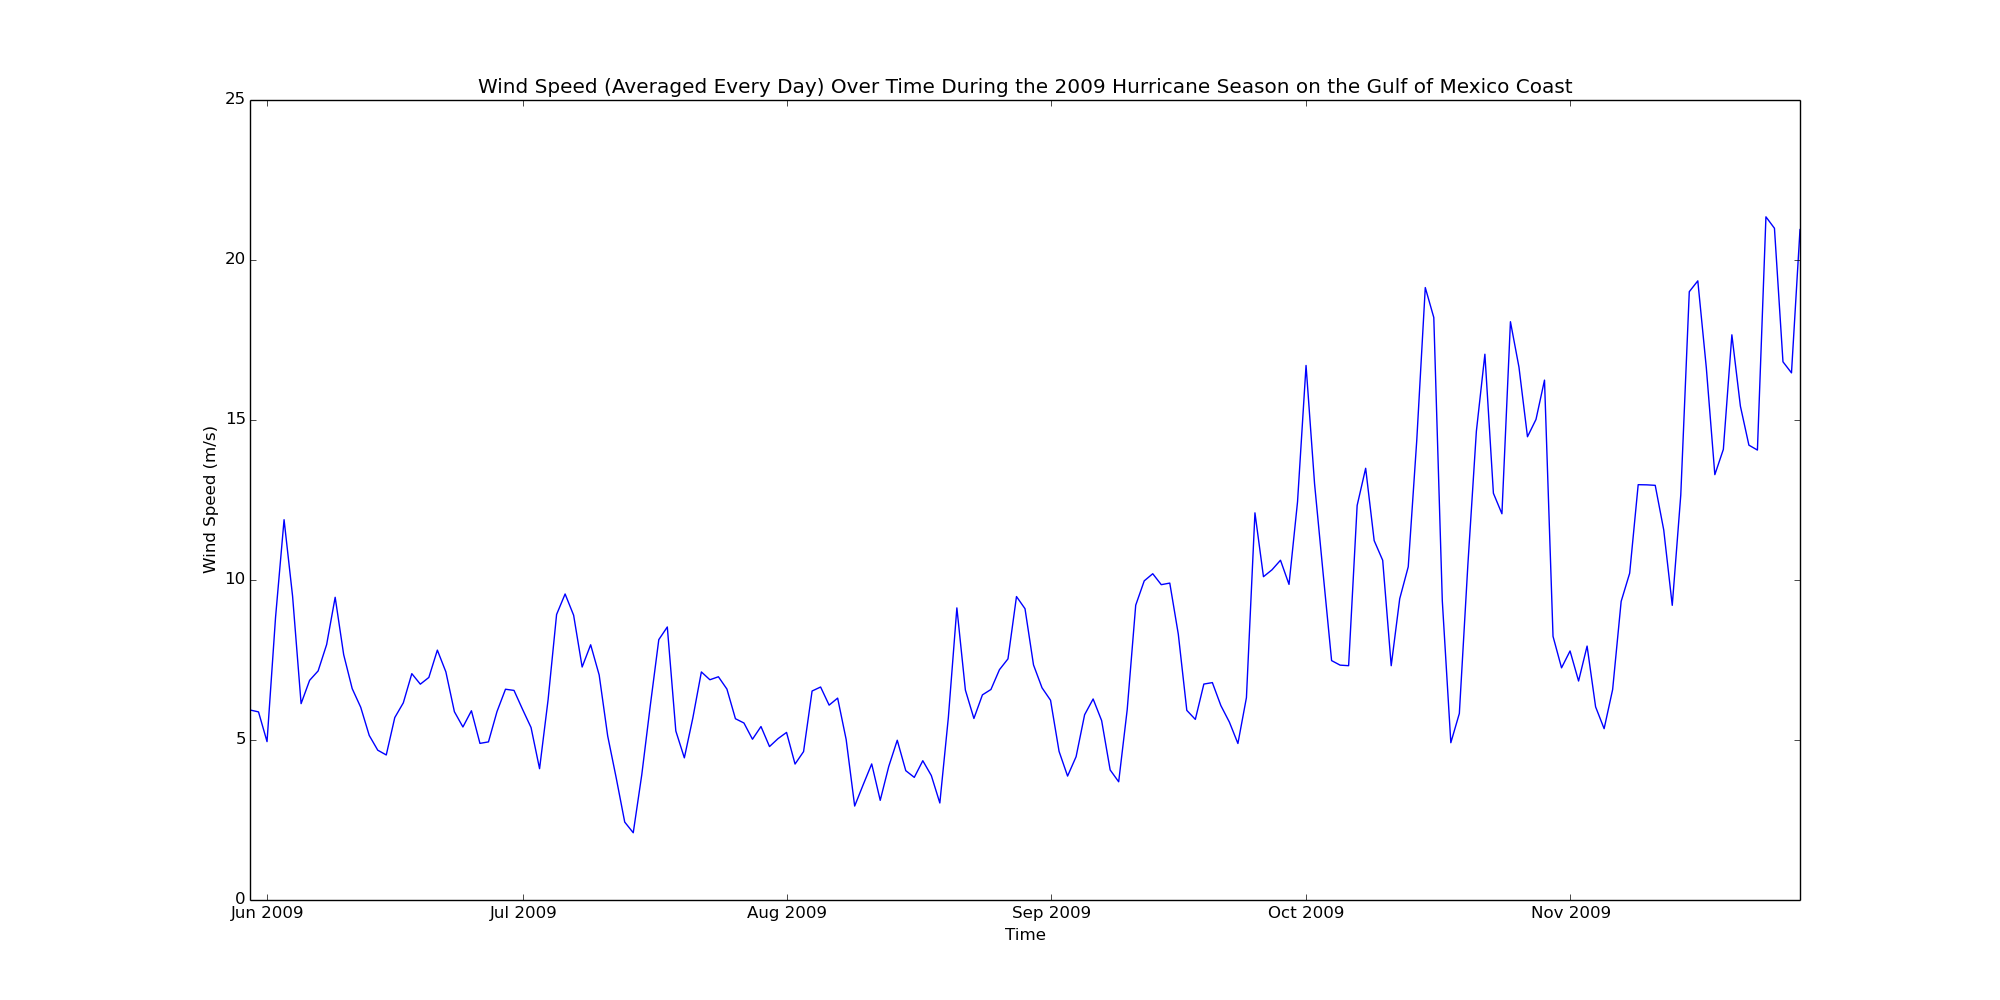 Wind Speed (Averaged Every Day) Over Time During the 2009 Hurricane Season on the Gulf of Mexico Coast
25
20
15
10
5
0
Wind Speed (m/s)
Jun 2009 Jul 2009 Aug 2009 Sep 2009 Oct 2009 Nov 2009
Time